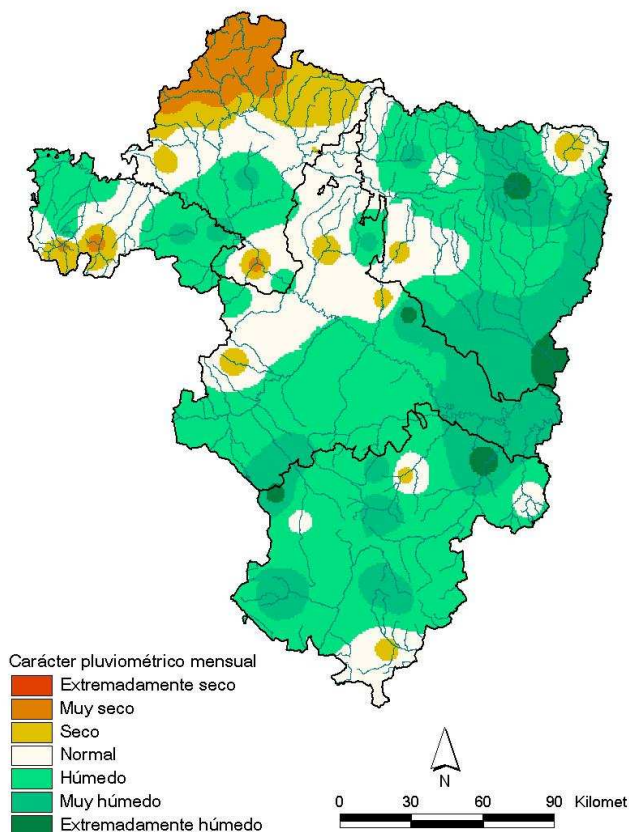 Carácter pluviométrico mensual
Extremadamente seco
Muy seco
Seco
Normal
Húmedo
Muy húmedo
Extremadamente húmedo
N
0 30 60 90 Kilomet